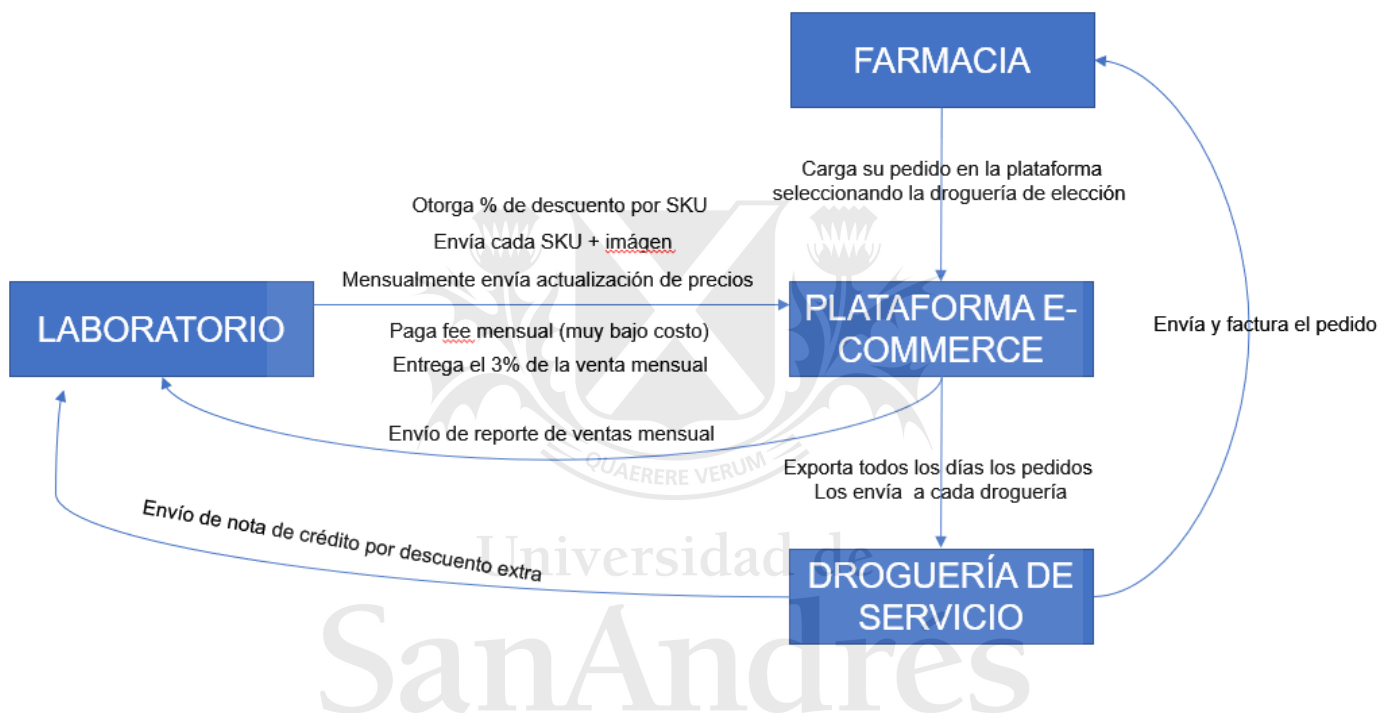 FARMACIA
Carga su pedido en la plataforma
seleccionando la droguería de elección
Otorga % de descuento por SKU
Envía cada SKU + imágen
Mensualmente envía actualización de precios
LABORATORIO
PLATAFORMA E-
COMMERCE
Envía y factura el pedido
Paga fee mensual (muy bajo costo)
Entrega el 3% de la venta mensual
Envío de reporte de ventas mensual
QUAERERE VERUM
Exporta todos los días los pedidos
Los envía a cada droguería
Envío de nota de crédito por descuento extra
Universidad de
SanAndrés
DROGUERÍA DE
SERVICIO